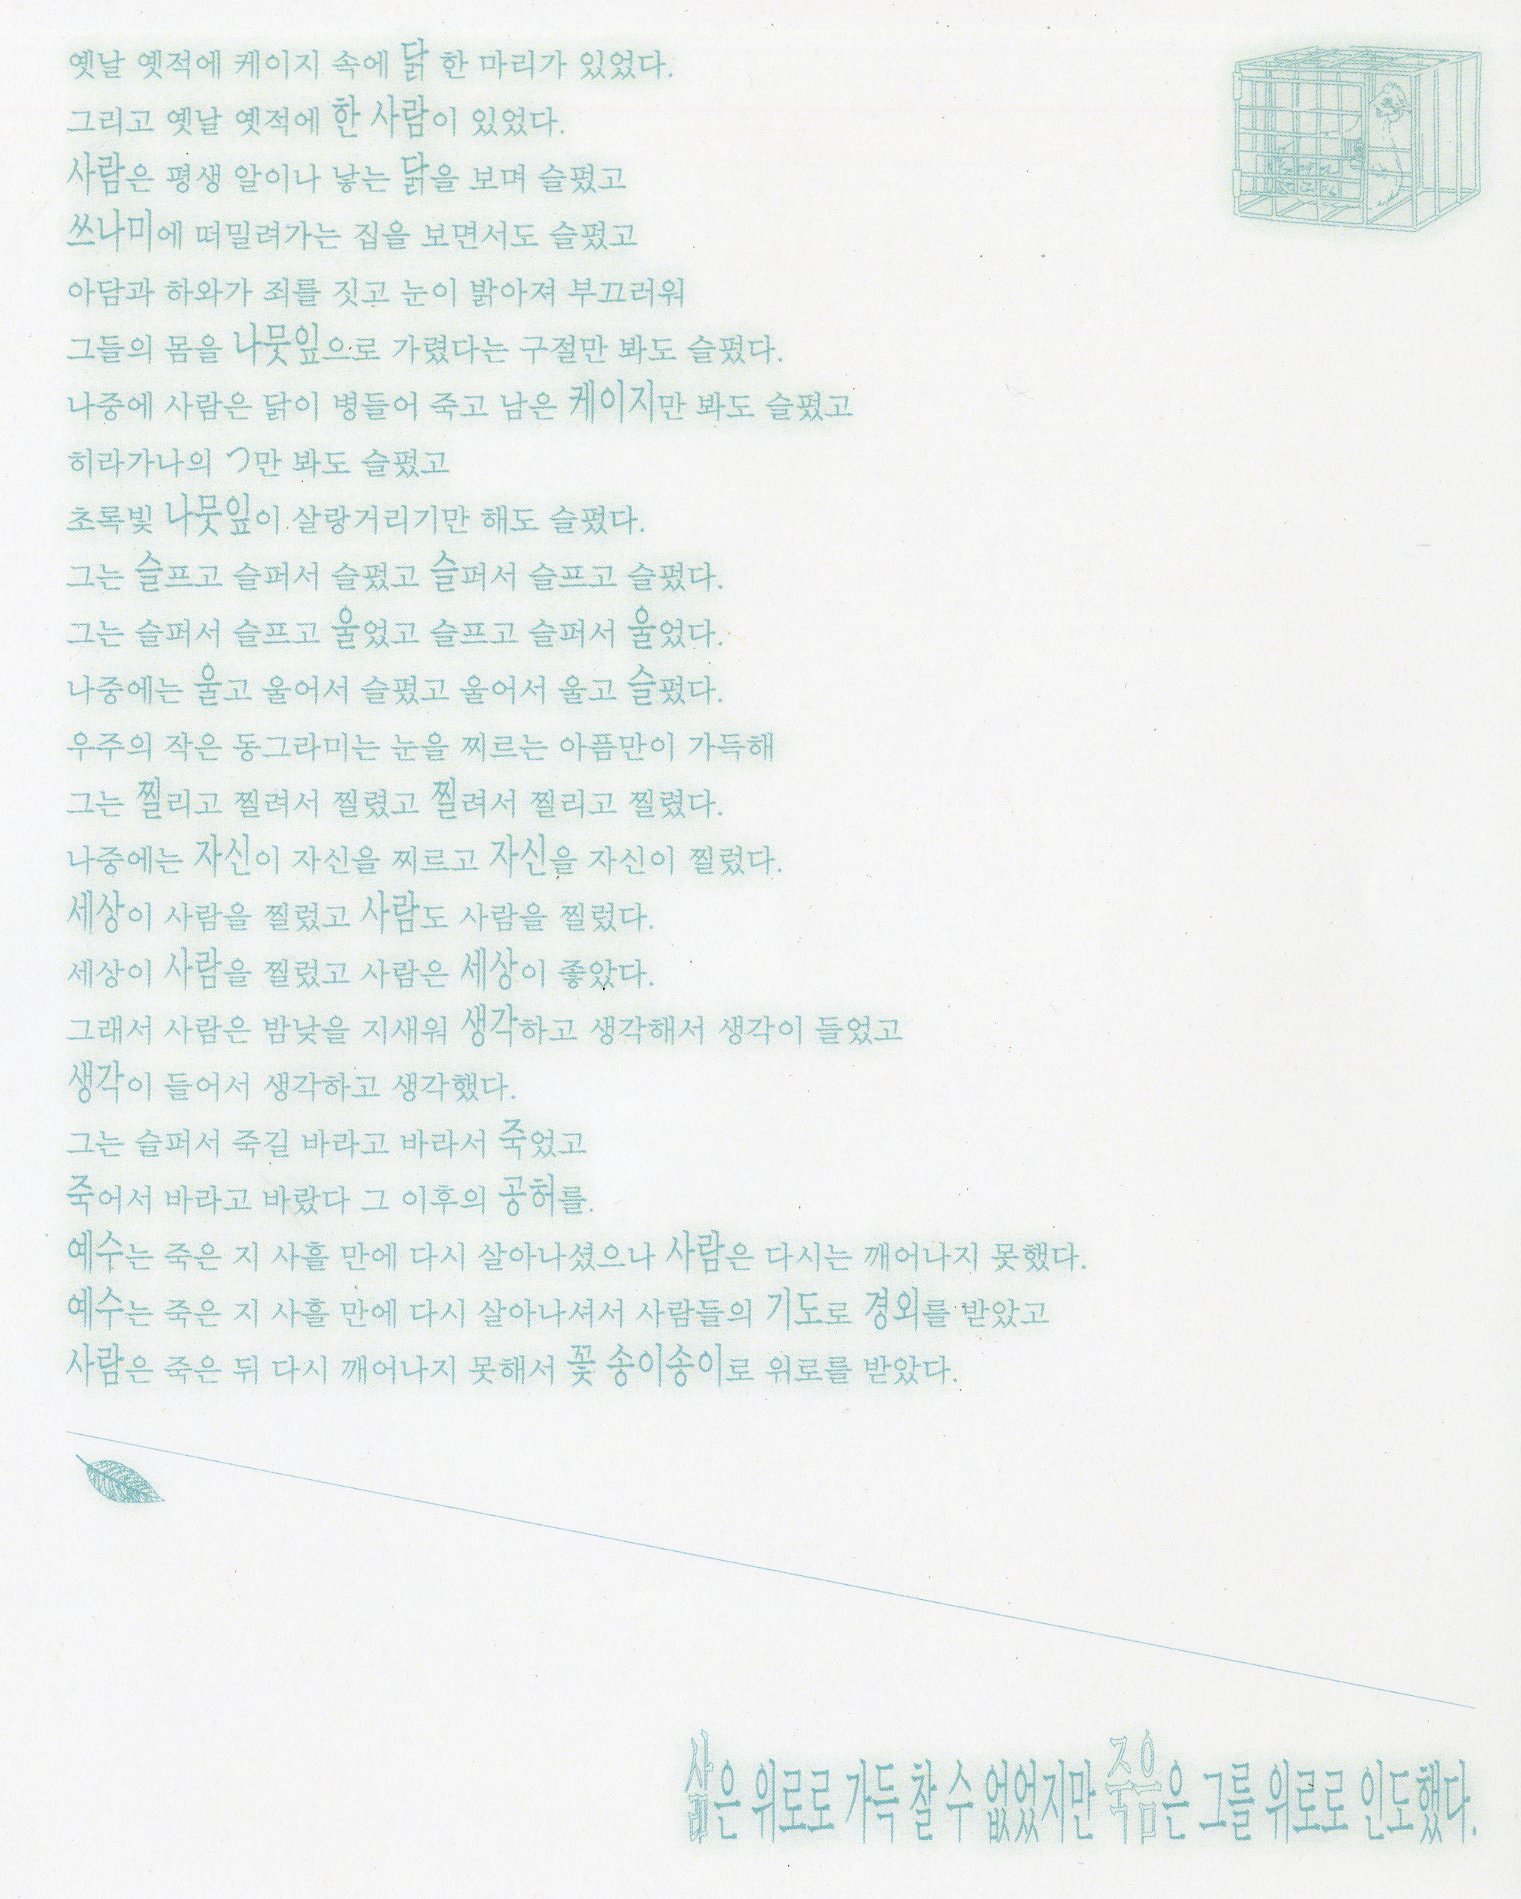 옛날 옛적에 케이지 속에 닭 한 마리가 있었다.
그리고 옛날 옛적에 한 사람이 있었다.
사람은 평생 알이나 낳는 닭을 보며 슬펐고
쓰나미에 떠밀려가는 집을 보면서도 슬펐고
아담과 하와가 죄를 짓고 눈이 밝아져 부끄러워
그들의 몸을 나뭇잎으로 가렸다는 구절만 봐도 슬펐다.
나중에 사람은 닭이 병들어 죽고 남은 케이지만 봐도 슬펐고
히라가나의 つ만 봐도 슬펐고
초록빛 나뭇잎이 살랑거리기만 해도 슬펐다.
그는 슬프고 슬퍼서 슬펐고 슬퍼서 슬프고 슬펐다.
그는 슬퍼서 슬프고 울었고 슬프고 슬퍼서 울었다.
나중에는 울고 울어서 슬펐고 울어서 울고 슬펐다.
우주의 작은 동그라미는 눈을 찌르는 아픔만이 가득해
그는 찔리고 찔려서 찔렸고 찔려서 찔리고 찔렸다.
나중에는 자신이 자신을 찌르고 자신을 자신이 찔렀다.
세상이 사람을 찔렀고 사람도 사람을 찔렀다.
세상이 사람을 찔렀고 사람은 세상이 좋았다.
그래서 사람은 밤낮을 지새워 생각하고 생각해서 생각이 들었고
생각이 들어서 생각하고 생각했다.
그는 슬퍼서 죽길 바라고 바라서 죽었고
죽어서 바라고 바랐다 그 이후의 공허를.
예수는 죽은 지 사흘 만에 다시 살아나셨으나 사람은 다시는 깨어나지 못했다.
예수는 죽은 지 사흘 만에 다시 살아나셔서 사람들의 기도로 경외를 받았고
사람은 죽은 뒤 다시 깨어나지 못해서 꽃 송이송이로 위로를 받았다.
삶은 위로로 가득 찰 수 없었지만 죽음은 그를 위로로 인도했다.